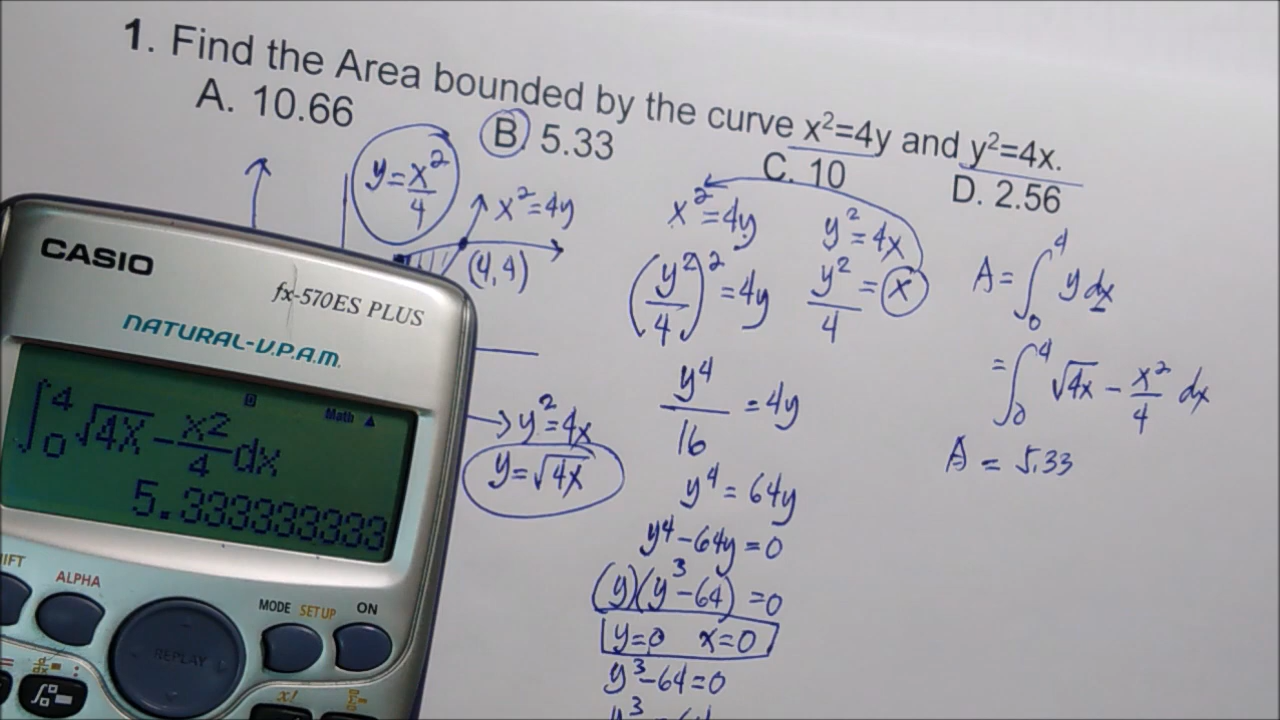 1. Find the Area bounded by the curve x²=4y and y²=4x.
A. 10.66
B. 5.33
C. 10
D. 2.56
y = x²/4
x²=4y
(4,4)
→ y²=4x
y=√4x
x²=4y
(y²/4)² = 4y
y⁴/16 = 4y
y⁴ = 64y
y⁴-64y=0
(y)(y³-64) =0
y=0 x=0
y³-64=0
y²=4x
y²/4 = x
A = ∫₀⁴ y dx
= ∫₀⁴ √4x - x²/4 dx
A = 5.33
CASIO
fx-570ES PLUS
NATURAL-V.P.A.M.
D Math ▲
∫₀⁴ √4X - X²/4 dx
5.333333333
ALPHA
MODE SETUP ON
REPLAY
x!